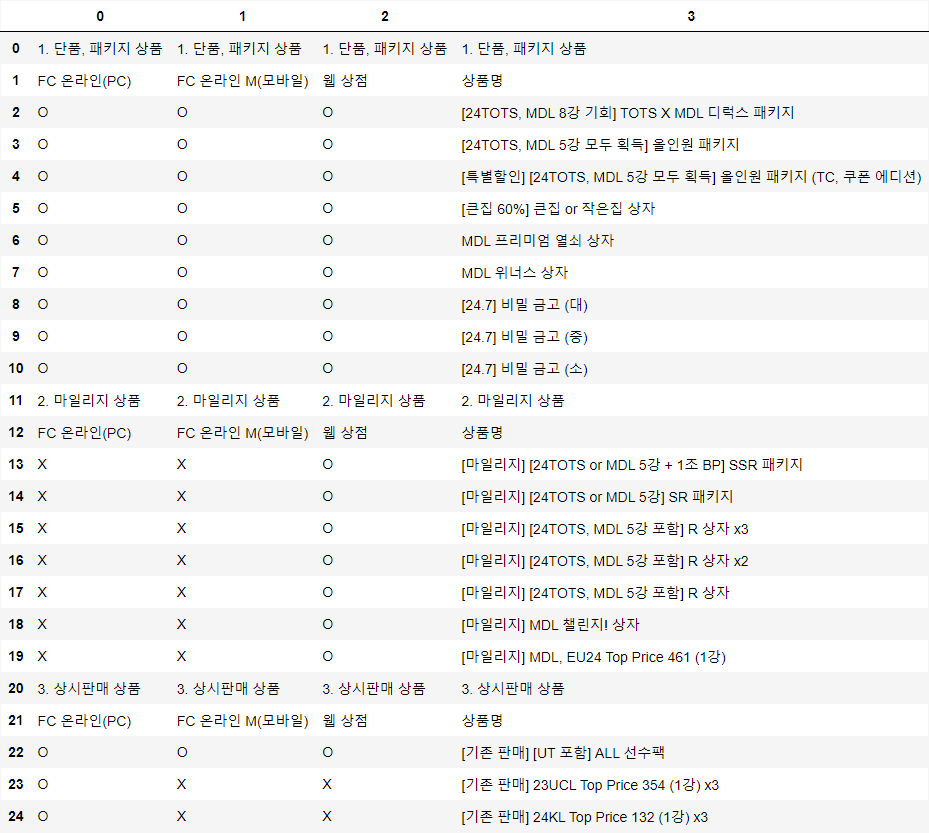 0 1 2 3
0 1. 단품, 패키지 상품 1. 단품, 패키지 상품 1. 단품, 패키지 상품 1. 단품, 패키지 상품
1 FC 온라인(PC) FC 온라인 M(모바일) 웹 상점 상품명
2 O O O [24TOTS, MDL 8강 기회] TOTS X MDL 디럭스 패키지
3 O O O [24TOTS, MDL 5강 모두 획득] 올인원 패키지
4 O O O [특별할인] [24TOTS, MDL 5강 모두 획득] 올인원 패키지 (TC, 쿠폰 에디션)
5 O O O [큰집 60%] 큰집 or 작은집 상자
6 O O O MDL 프리미엄 열쇠 상자
7 O O O MDL 위너스 상자
8 O O O [24.7] 비밀 금고 (대)
9 O O O [24.7] 비밀 금고 (중)
10 O O O [24.7] 비밀 금고 (소)
11 2. 마일리지 상품 2. 마일리지 상품 2. 마일리지 상품 2. 마일리지 상품
12 FC 온라인(PC) FC 온라인 M(모바일) 웹 상점 상품명
13 X X O [마일리지] [24TOTS or MDL 5강 + 1조 BP] SSR 패키지
14 X X O [마일리지] [24TOTS or MDL 5강] SR 패키지
15 X X O [마일리지] [24TOTS, MDL 5강 포함] R 상자 x3
16 X X O [마일리지] [24TOTS, MDL 5강 포함] R 상자 x2
17 X X O [마일리지] [24TOTS, MDL 5강 포함] R 상자
18 X X O [마일리지] MDL 챌린지! 상자
19 X X O [마일리지] MDL, EU24 Top Price 461 (1강)
20 3. 상시판매 상품 3. 상시판매 상품 3. 상시판매 상품 3. 상시판매 상품
21 FC 온라인(PC) FC 온라인 M(모바일) 웹 상점 상품명
22 O O O [기존 판매] [UT 포함] ALL 선수팩
23 O X X [기존 판매] 23UCL Top Price 354 (1강) x3
24 O X X [기존 판매] 24KL Top Price 132 (1강) x3